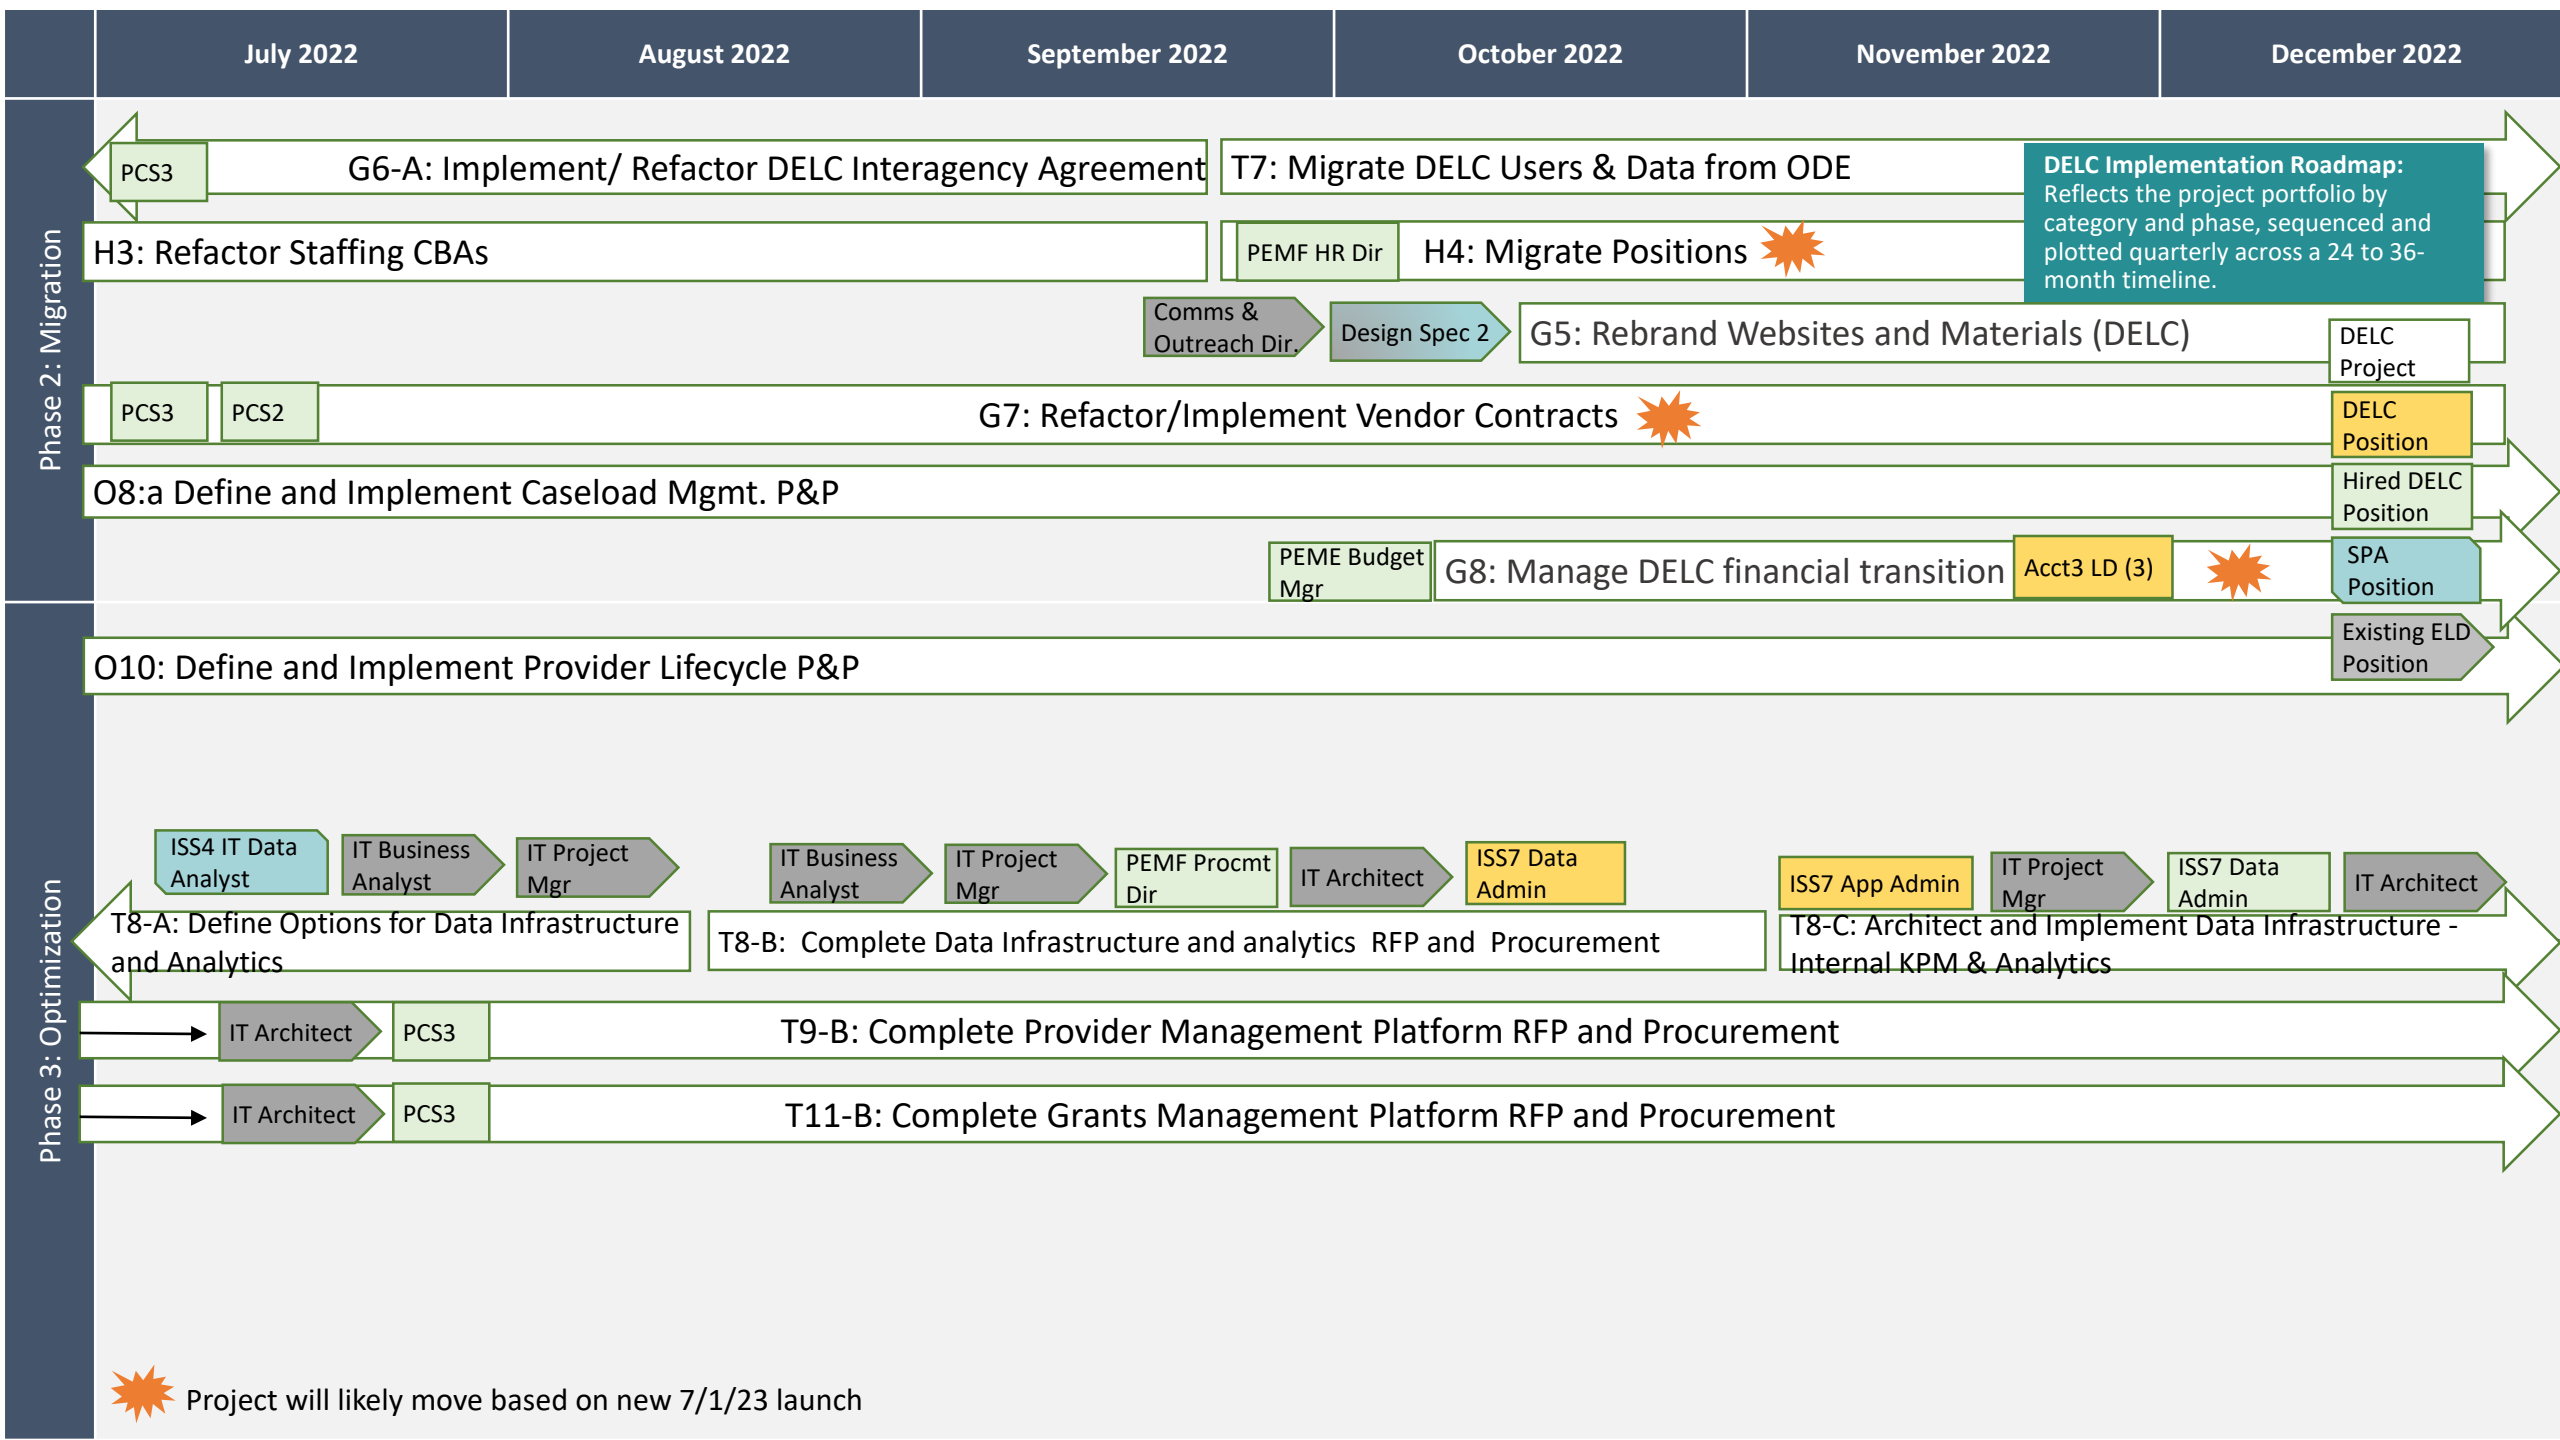 July 2022
August 2022
September 2022
October 2022
November 2022
December 2022
Phase 2: Migration
PCS3
G6-A: Implement/ Refactor DELC Interagency Agreement
T7: Migrate DELC Users & Data from ODE
DELC Implementation Roadmap:
Reflects the project portfolio by
category and phase, sequenced and
plotted quarterly across a 24 to 36-
month timeline.
H3: Refactor Staffing CBAs
PEMF HR Dir
H4: Migrate Positions
Comms &
Outreach Dir.
Design Spec 2
G5: Rebrand Websites and Materials (DELC)
DELC
Project
PCS3
PCS2
G7: Refactor/Implement Vendor Contracts
DELC
Position
O8:a Define and Implement Caseload Mgmt. P&P
Hired DELC
Position
PEME Budget
Mgr
G8: Manage DELC financial transition
Acct3 LD (3)
SPA
Position
Existing ELD
Position
O10: Define and Implement Provider Lifecycle P&P
Phase 3: Optimization
ISS4 IT Data
Analyst
IT Business
Analyst
IT Project
Mgr
IT Business
Analyst
IT Project
Mgr
PEMF Procmt
Dir
IT Architect
ISS7 Data
Admin
ISS7 App Admin
IT Project
Mgr
ISS7 Data
Admin
IT Architect
T8-A: Define Options for Data Infrastructure
and Analytics
T8-B:  Complete Data Infrastructure and analytics  RFP and  Procurement
T8-C: Architect and Implement Data Infrastructure -
Internal KPM & Analytics
IT Architect
PCS3
T9-B: Complete Provider Management Platform RFP and Procurement
IT Architect
PCS3
T11-B: Complete Grants Management Platform RFP and Procurement
Project will likely move based on new 7/1/23 launch